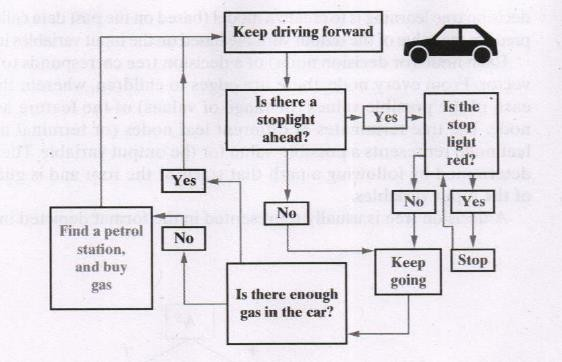 Keep driving forward
Is there a
stoplight
ahead?
Yes
Is the
stop
light
red?
Yes
No
No
Yes
No
Find a petrol
station,
and buy
gas
Is there enough
gas in the car?
Keep
going
Stop